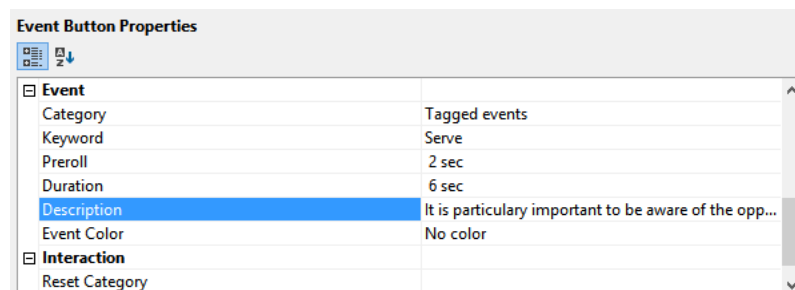 Event Button Properties
Event
Category Tagged events
Keyword Serve
Preroll 2 sec
Duration 6 sec
Description It is particulary important to be aware of the opp...
Event Color No color
Interaction
Reset Category